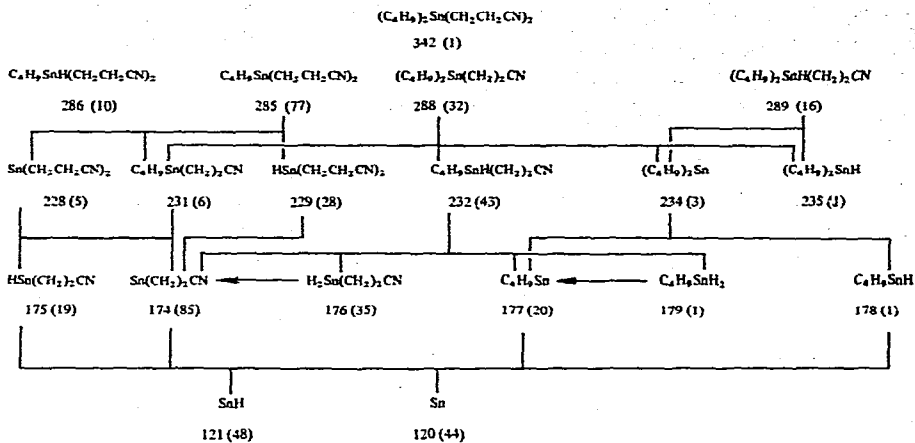 (C₄H₉)₂Sn(CH₂CH₂CN)₂
342 (1)
C₄H₉SnH(CH₂CH₂CN)₂ C₄H₉Sn(CH₂CH₂CN)₂ (C₄H₉)₂Sn(CH₂)₂CN (C₄H₉)₂SnH(CH₂)₂CN
286 (10) 285 (77) 288 (32) 289 (16)
Sn(CH₂CH₂CN)₂ C₄H₉Sn(CH₂)₂CN HSn(CH₂CH₂CN)₂ C₄H₉SnH(CH₂)₂CN (C₄H₉)₂Sn (C₄H₉)₂SnH
228 (5) 231 (6) 229 (28) 232 (43) 234 (3) 235 (1)
HSn(CH₂)₂CN Sn(CH₂)₂CN H₂Sn(CH₂)₂CN C₄H₉Sn C₄H₉SnH₂ C₄H₉SnH
175 (19) 174 (85) 176 (35) 177 (20) 179 (1) 178 (1)
SnH Sn
121 (48) 120 (44)